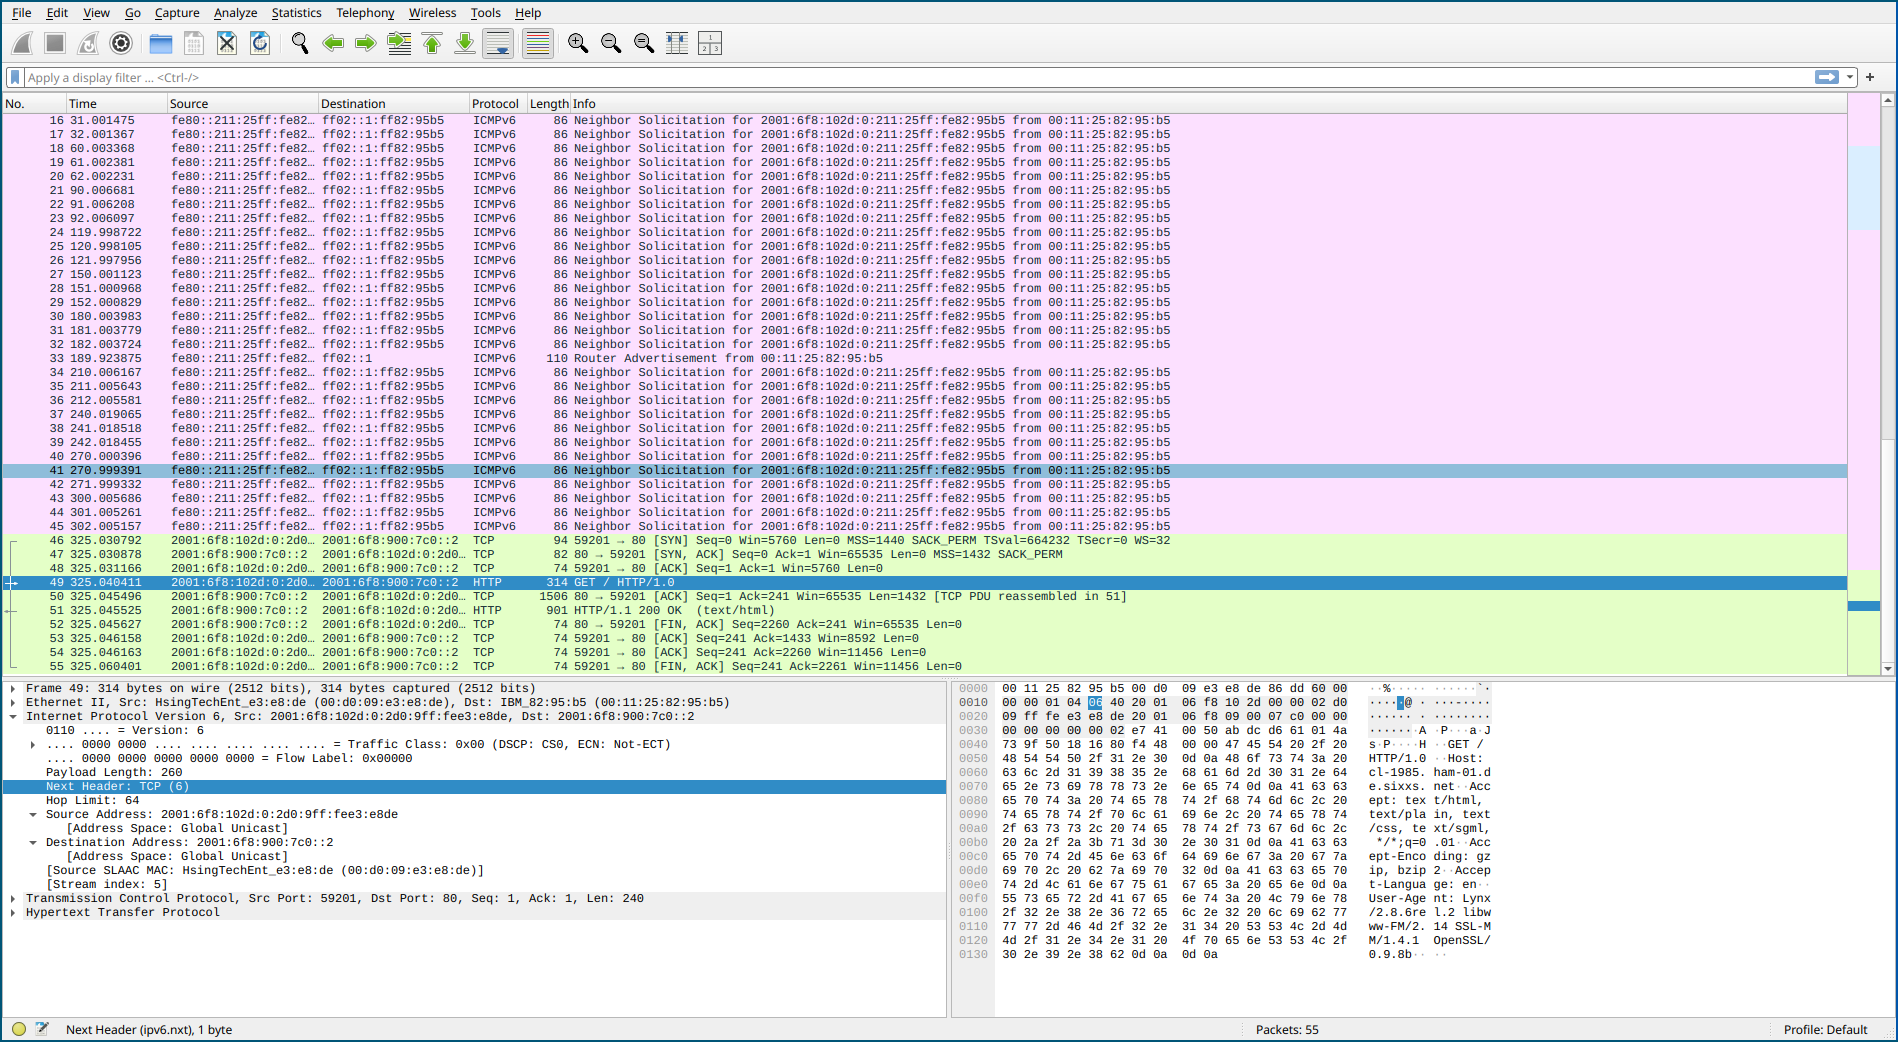 File Edit View Go Capture Analyze Statistics Telephony Wireless Tools Help
Apply a display filter ... <Ctrl-/>
No. Time Source Destination Protocol Length Info
16 31.001475 fe80::211:25ff:fe82… ff02::1:ff82:95b5 ICMPv6 86 Neighbor Solicitation for 2001:6f8:102d:0:211:25ff:fe82:95b5 from 00:11:25:82:95:b5
17 32.001367 fe80::211:25ff:fe82… ff02::1:ff82:95b5 ICMPv6 86 Neighbor Solicitation for 2001:6f8:102d:0:211:25ff:fe82:95b5 from 00:11:25:82:95:b5
18 60.003368 fe80::211:25ff:fe82… ff02::1:ff82:95b5 ICMPv6 86 Neighbor Solicitation for 2001:6f8:102d:0:211:25ff:fe82:95b5 from 00:11:25:82:95:b5
19 61.002381 fe80::211:25ff:fe82… ff02::1:ff82:95b5 ICMPv6 86 Neighbor Solicitation for 2001:6f8:102d:0:211:25ff:fe82:95b5 from 00:11:25:82:95:b5
20 62.002231 fe80::211:25ff:fe82… ff02::1:ff82:95b5 ICMPv6 86 Neighbor Solicitation for 2001:6f8:102d:0:211:25ff:fe82:95b5 from 00:11:25:82:95:b5
21 90.006681 fe80::211:25ff:fe82… ff02::1:ff82:95b5 ICMPv6 86 Neighbor Solicitation for 2001:6f8:102d:0:211:25ff:fe82:95b5 from 00:11:25:82:95:b5
22 91.006208 fe80::211:25ff:fe82… ff02::1:ff82:95b5 ICMPv6 86 Neighbor Solicitation for 2001:6f8:102d:0:211:25ff:fe82:95b5 from 00:11:25:82:95:b5
23 92.006097 fe80::211:25ff:fe82… ff02::1:ff82:95b5 ICMPv6 86 Neighbor Solicitation for 2001:6f8:102d:0:211:25ff:fe82:95b5 from 00:11:25:82:95:b5
24 119.998722 fe80::211:25ff:fe82… ff02::1:ff82:95b5 ICMPv6 86 Neighbor Solicitation for 2001:6f8:102d:0:211:25ff:fe82:95b5 from 00:11:25:82:95:b5
25 120.998105 fe80::211:25ff:fe82… ff02::1:ff82:95b5 ICMPv6 86 Neighbor Solicitation for 2001:6f8:102d:0:211:25ff:fe82:95b5 from 00:11:25:82:95:b5
26 121.997956 fe80::211:25ff:fe82… ff02::1:ff82:95b5 ICMPv6 86 Neighbor Solicitation for 2001:6f8:102d:0:211:25ff:fe82:95b5 from 00:11:25:82:95:b5
27 150.001123 fe80::211:25ff:fe82… ff02::1:ff82:95b5 ICMPv6 86 Neighbor Solicitation for 2001:6f8:102d:0:211:25ff:fe82:95b5 from 00:11:25:82:95:b5
28 151.000968 fe80::211:25ff:fe82… ff02::1:ff82:95b5 ICMPv6 86 Neighbor Solicitation for 2001:6f8:102d:0:211:25ff:fe82:95b5 from 00:11:25:82:95:b5
29 152.000829 fe80::211:25ff:fe82… ff02::1:ff82:95b5 ICMPv6 86 Neighbor Solicitation for 2001:6f8:102d:0:211:25ff:fe82:95b5 from 00:11:25:82:95:b5
30 180.003983 fe80::211:25ff:fe82… ff02::1:ff82:95b5 ICMPv6 86 Neighbor Solicitation for 2001:6f8:102d:0:211:25ff:fe82:95b5 from 00:11:25:82:95:b5
31 181.003779 fe80::211:25ff:fe82… ff02::1:ff82:95b5 ICMPv6 86 Neighbor Solicitation for 2001:6f8:102d:0:211:25ff:fe82:95b5 from 00:11:25:82:95:b5
32 182.003724 fe80::211:25ff:fe82… ff02::1:ff82:95b5 ICMPv6 86 Neighbor Solicitation for 2001:6f8:102d:0:211:25ff:fe82:95b5 from 00:11:25:82:95:b5
33 189.923875 fe80::211:25ff:fe82… ff02::1 ICMPv6 110 Router Advertisement from 00:11:25:82:95:b5
34 210.006167 fe80::211:25ff:fe82… ff02::1:ff82:95b5 ICMPv6 86 Neighbor Solicitation for 2001:6f8:102d:0:211:25ff:fe82:95b5 from 00:11:25:82:95:b5
35 211.005643 fe80::211:25ff:fe82… ff02::1:ff82:95b5 ICMPv6 86 Neighbor Solicitation for 2001:6f8:102d:0:211:25ff:fe82:95b5 from 00:11:25:82:95:b5
36 212.005581 fe80::211:25ff:fe82… ff02::1:ff82:95b5 ICMPv6 86 Neighbor Solicitation for 2001:6f8:102d:0:211:25ff:fe82:95b5 from 00:11:25:82:95:b5
37 240.019065 fe80::211:25ff:fe82… ff02::1:ff82:95b5 ICMPv6 86 Neighbor Solicitation for 2001:6f8:102d:0:211:25ff:fe82:95b5 from 00:11:25:82:95:b5
38 241.018518 fe80::211:25ff:fe82… ff02::1:ff82:95b5 ICMPv6 86 Neighbor Solicitation for 2001:6f8:102d:0:211:25ff:fe82:95b5 from 00:11:25:82:95:b5
39 242.018455 fe80::211:25ff:fe82… ff02::1:ff82:95b5 ICMPv6 86 Neighbor Solicitation for 2001:6f8:102d:0:211:25ff:fe82:95b5 from 00:11:25:82:95:b5
40 270.000396 fe80::211:25ff:fe82… ff02::1:ff82:95b5 ICMPv6 86 Neighbor Solicitation for 2001:6f8:102d:0:211:25ff:fe82:95b5 from 00:11:25:82:95:b5
41 270.999391 fe80::211:25ff:fe82… ff02::1:ff82:95b5 ICMPv6 86 Neighbor Solicitation for 2001:6f8:102d:0:211:25ff:fe82:95b5 from 00:11:25:82:95:b5
42 271.999332 fe80::211:25ff:fe82… ff02::1:ff82:95b5 ICMPv6 86 Neighbor Solicitation for 2001:6f8:102d:0:211:25ff:fe82:95b5 from 00:11:25:82:95:b5
43 300.005686 fe80::211:25ff:fe82… ff02::1:ff82:95b5 ICMPv6 86 Neighbor Solicitation for 2001:6f8:102d:0:211:25ff:fe82:95b5 from 00:11:25:82:95:b5
44 301.005261 fe80::211:25ff:fe82… ff02::1:ff82:95b5 ICMPv6 86 Neighbor Solicitation for 2001:6f8:102d:0:211:25ff:fe82:95b5 from 00:11:25:82:95:b5
45 302.005157 fe80::211:25ff:fe82… ff02::1:ff82:95b5 ICMPv6 86 Neighbor Solicitation for 2001:6f8:102d:0:211:25ff:fe82:95b5 from 00:11:25:82:95:b5
46 325.030792 2001:6f8:102d:0:2d0… 2001:6f8:900:7c0::2 TCP 94 59201 → 80 [SYN] Seq=0 Win=5760 Len=0 MSS=1440 SACK_PERM TSval=664232 TSecr=0 WS=32
47 325.030878 2001:6f8:900:7c0::2 2001:6f8:102d:0:2d0… TCP 82 80 → 59201 [SYN, ACK] Seq=0 Ack=1 Win=65535 Len=0 MSS=1432 SACK_PERM
48 325.031166 2001:6f8:102d:0:2d0… 2001:6f8:900:7c0::2 TCP 74 59201 → 80 [ACK] Seq=1 Ack=1 Win=5760 Len=0
49 325.040411 2001:6f8:102d:0:2d0… 2001:6f8:900:7c0::2 HTTP 314 GET / HTTP/1.0
50 325.045496 2001:6f8:900:7c0::2 2001:6f8:102d:0:2d0… TCP 1506 80 → 59201 [ACK] Seq=1 Ack=241 Win=65535 Len=1432 [TCP PDU reassembled in 51]
51 325.045525 2001:6f8:900:7c0::2 2001:6f8:102d:0:2d0… HTTP 901 HTTP/1.1 200 OK  (text/html)
52 325.045627 2001:6f8:900:7c0::2 2001:6f8:102d:0:2d0… TCP 74 80 → 59201 [FIN, ACK] Seq=2260 Ack=241 Win=65535 Len=0
53 325.046158 2001:6f8:102d:0:2d0… 2001:6f8:900:7c0::2 TCP 74 59201 → 80 [ACK] Seq=241 Ack=1433 Win=8592 Len=0
54 325.046163 2001:6f8:102d:0:2d0… 2001:6f8:900:7c0::2 TCP 74 59201 → 80 [ACK] Seq=241 Ack=2260 Win=11456 Len=0
55 325.060401 2001:6f8:102d:0:2d0… 2001:6f8:900:7c0::2 TCP 74 59201 → 80 [FIN, ACK] Seq=241 Ack=2261 Win=11456 Len=0
Frame 49: 314 bytes on wire (2512 bits), 314 bytes captured (2512 bits)
Ethernet II, Src: HsingTechEnt_e3:e8:de (00:d0:09:e3:e8:de), Dst: IBM_82:95:b5 (00:11:25:82:95:b5)
Internet Protocol Version 6, Src: 2001:6f8:102d:0:2d0:9ff:fee3:e8de, Dst: 2001:6f8:900:7c0::2
0110 .... = Version: 6
.... 0000 0000 .... .... .... .... .... = Traffic Class: 0x00 (DSCP: CS0, ECN: Not-ECT)
.... 0000 0000 0000 0000 0000 = Flow Label: 0x00000
Payload Length: 260
Next Header: TCP (6)
Hop Limit: 64
Source Address: 2001:6f8:102d:0:2d0:9ff:fee3:e8de
[Address Space: Global Unicast]
Destination Address: 2001:6f8:900:7c0::2
[Address Space: Global Unicast]
[Source SLAAC MAC: HsingTechEnt_e3:e8:de (00:d0:09:e3:e8:de)]
[Stream index: 5]
Transmission Control Protocol, Src Port: 59201, Dst Port: 80, Seq: 1, Ack: 1, Len: 240
Hypertext Transfer Protocol
0000 00 11 25 82 95 b5 00 d0 09 e3 e8 de 86 dd 60 00 ··%····· ······`·
0010 00 00 01 04 06 40 20 01 06 f8 10 2d 00 00 02 d0 ·····@ · ···-····
0020 09 ff fe e3 e8 de 20 01 06 f8 09 00 07 c0 00 00 ······ · ········
0030 00 00 00 00 00 02 e7 41 00 50 ab dc d6 61 01 4a ·······A ·P···a·J
0040 73 9f 50 18 16 80 f4 48 00 00 47 45 54 20 2f 20 s·P····H ··GET /
0050 48 54 54 50 2f 31 2e 30 0d 0a 48 6f 73 74 3a 20 HTTP/1.0 ··Host:
0060 63 6c 2d 31 39 38 35 2e 68 61 6d 2d 30 31 2e 64 cl-1985. ham-01.d
0070 65 2e 73 69 78 78 73 2e 6e 65 74 0d 0a 41 63 63 e.sixxs. net··Acc
0080 65 70 74 3a 20 74 65 78 74 2f 68 74 6d 6c 2c 20 ept: tex t/html,
0090 74 65 78 74 2f 70 6c 61 69 6e 2c 20 74 65 78 74 text/pla in, text
00a0 2f 63 73 73 2c 20 74 65 78 74 2f 73 67 6d 6c 2c /css, te xt/sgml,
00b0 20 2a 2f 2a 3b 71 3d 30 2e 30 31 0d 0a 41 63 63 */*;q=0 .01··Acc
00c0 65 70 74 2d 45 6e 63 6f 64 69 6e 67 3a 20 67 7a ept-Enco ding: gz
00d0 69 70 2c 20 62 7a 69 70 32 0d 0a 41 63 63 65 70 ip, bzip 2··Accep
00e0 74 2d 4c 61 6e 67 75 61 67 65 3a 20 65 6e 0d 0a t-Langua ge: en··
00f0 55 73 65 72 2d 41 67 65 6e 74 3a 20 4c 79 6e 78 User-Age nt: Lynx
0100 2f 32 2e 38 2e 36 72 65 6c 2e 32 20 6c 69 62 77 /2.8.6re l.2 libw
0110 77 77 2d 46 4d 2f 32 2e 31 34 20 53 53 4c 2d 4d ww-FM/2. 14 SSL-M
0120 4d 2f 31 2e 34 2e 31 20 4f 70 65 6e 53 53 4c 2f M/1.4.1 OpenSSL/
0130 30 2e 39 2e 38 62 0d 0a 0d 0a 0.9.8b·· ··
Next Header (ipv6.nxt), 1 byte
Packets: 55
Profile: Default